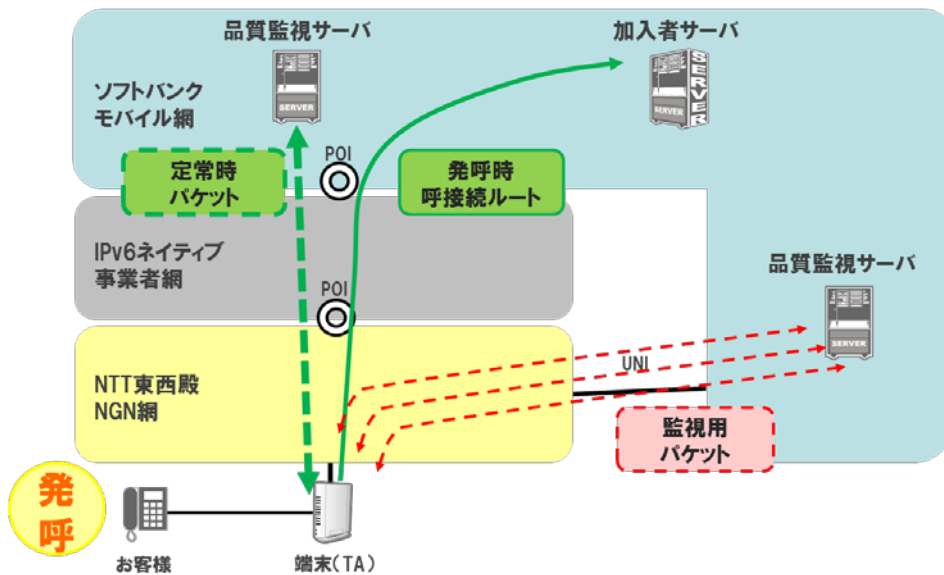 品質監視サーバ
加入者サーバ
SERVER
SERVER
SERVER
ソフトバンク
モバイル網
POI
定常時
パケット
発呼時
呼接続ルート
IPv6ネイティブ
事業者網
POI
品質監視サーバ
SERVER
UNI
NTT東西殿
NGN網
監視用
パケット
発
呼
お客様
端末(TA)